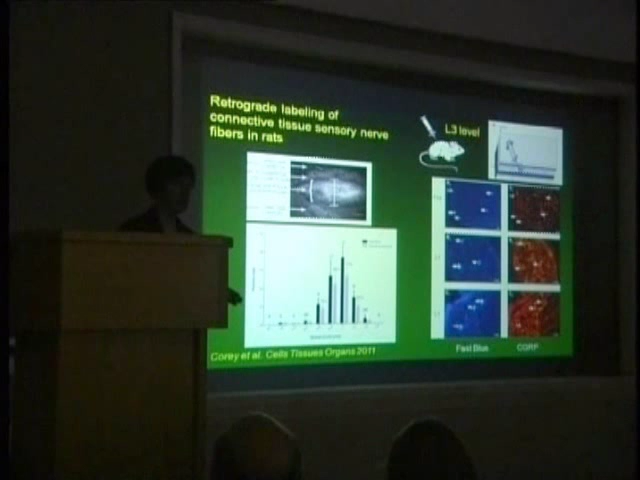 Retrograde labeling of
connective tissue sensory nerve
fibers in rats
L3 level
Corey et al. Cells Tissues Organs 2011
Fast Blue
CGRP